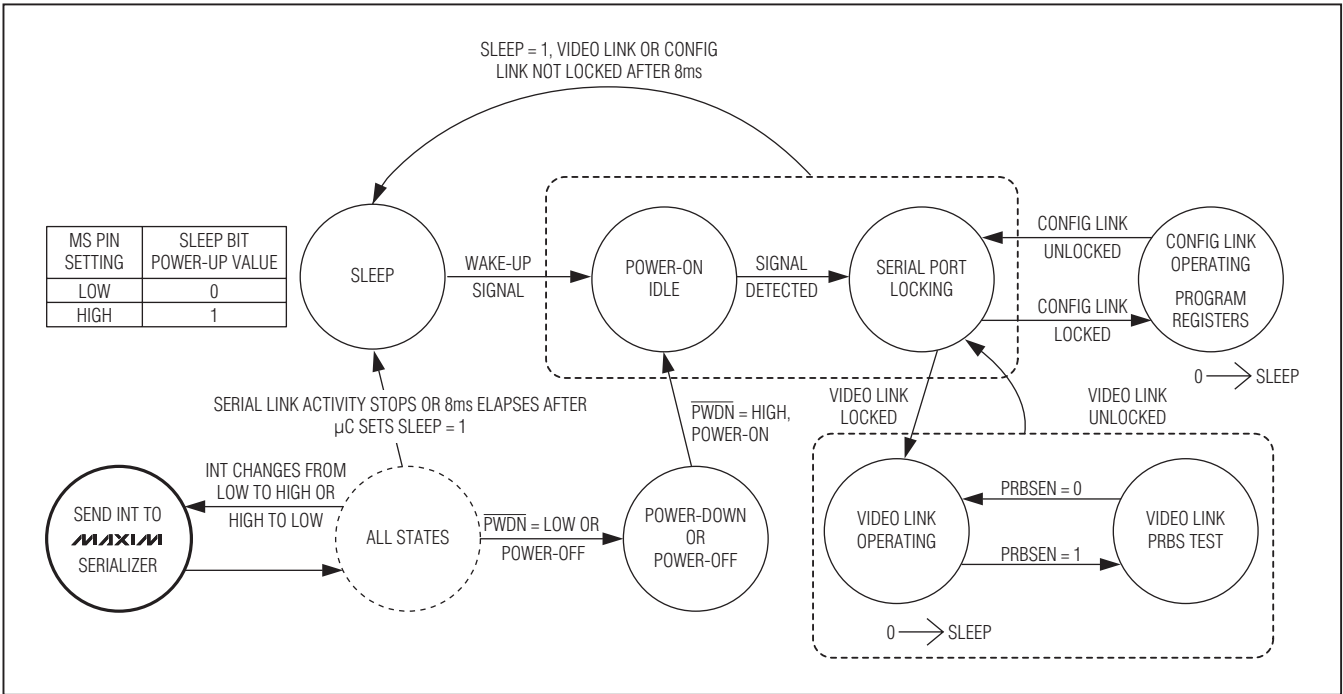 SLEEP = 1, VIDEO LINK OR CONFIG
LINK NOT LOCKED AFTER 8ms
MS PIN
SETTING
SLEEP BIT
POWER-UP VALUE
LOW
0
HIGH
1
SLEEP
WAKE-UP
SIGNAL
POWER-ON
IDLE
SIGNAL
DETECTED
SERIAL PORT
LOCKING
CONFIG LINK
UNLOCKED
CONFIG LINK
LOCKED
CONFIG LINK
OPERATING
PROGRAM
REGISTERS
0 → SLEEP
SERIAL LINK ACTIVITY STOPS OR 8ms ELAPSES AFTER
µC SETS SLEEP = 1
P̅W̅D̅N̅ = HIGH,
POWER-ON
VIDEO LINK
LOCKED
VIDEO LINK
UNLOCKED
SEND INT TO
MAXIM
SERIALIZER
INT CHANGES FROM
LOW TO HIGH OR
HIGH TO LOW
ALL STATES
P̅W̅D̅N̅ = LOW OR
POWER-OFF
POWER-DOWN
OR
POWER-OFF
VIDEO LINK
OPERATING
PRBSEN = 0
PRBSEN = 1
VIDEO LINK
PRBS TEST
0 → SLEEP